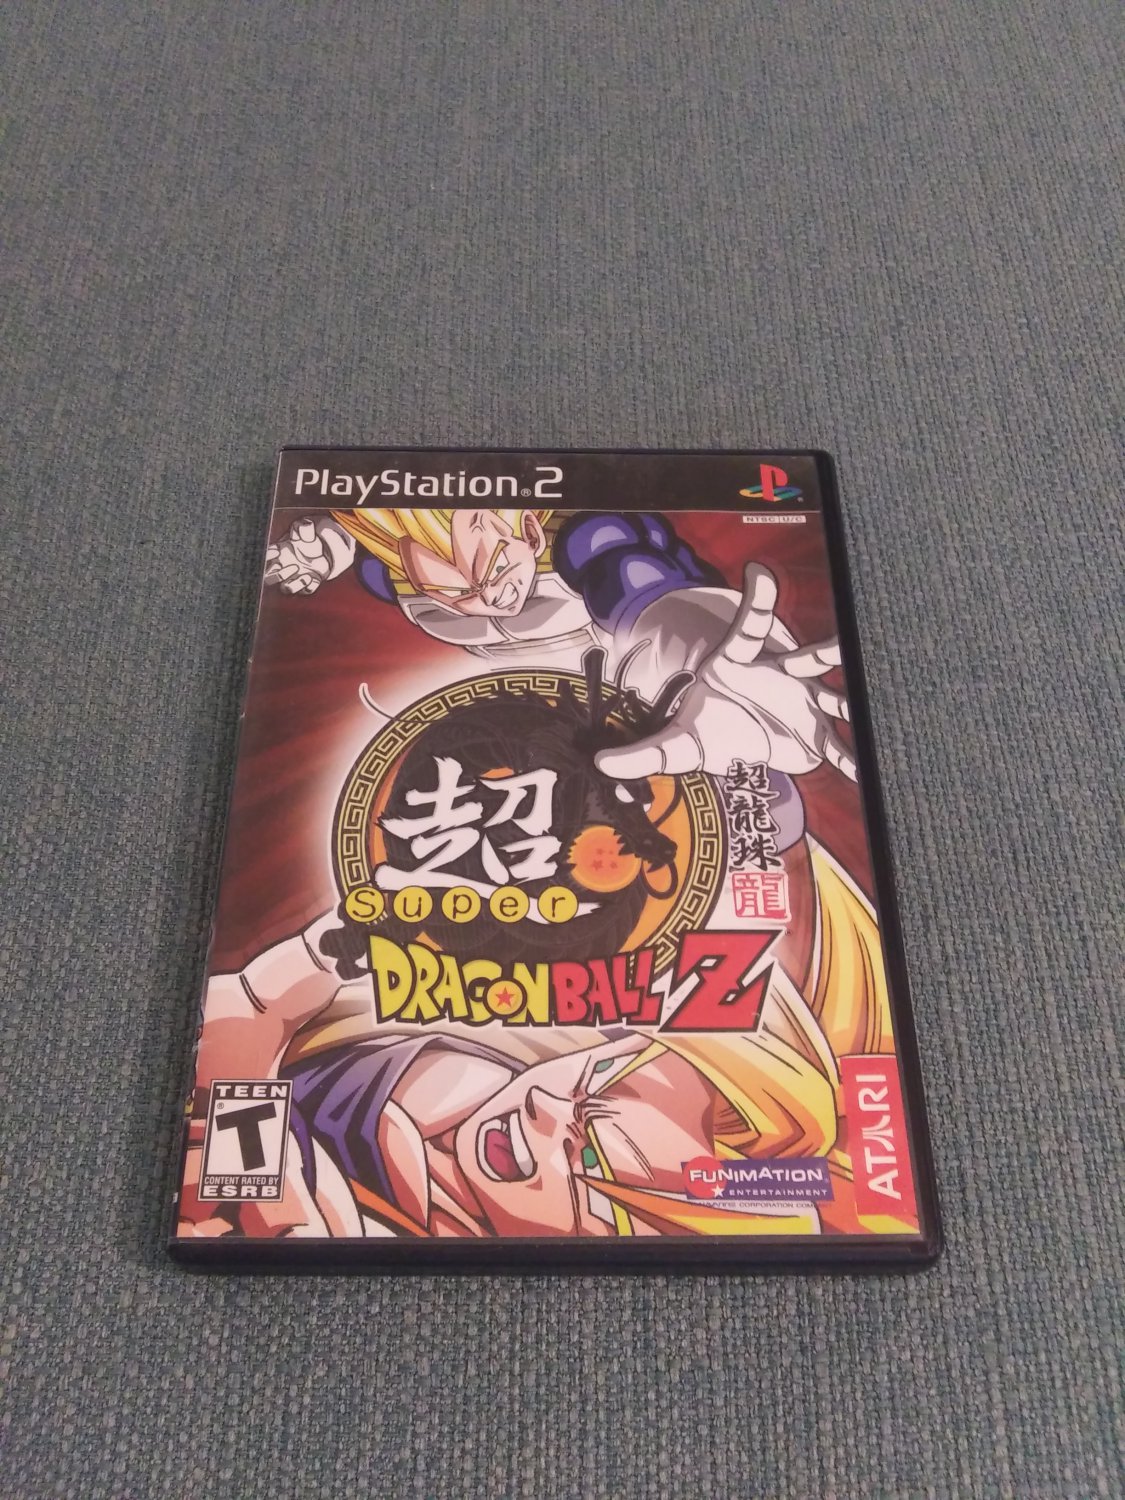 PlayStation®2
NTSC U/C
超
Super
DRAGON BALL Z
超龍珠
龍
TEEN
T
CONTENT RATED BY
ESRB
FUNIMATION
ENTERTAINMENT
CORPORATION
ATARI